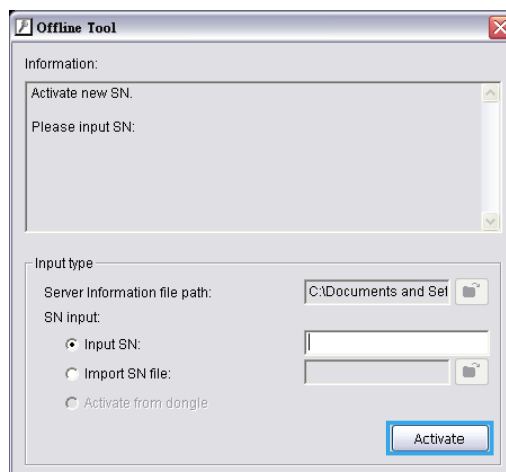 Offline Tool
Information:
Activate new SN.
Please input SN:
Input type
Server Information file path: C:\Documents and Set
SN input:
Input SN:
Import SN file:
Activate from dongle
Activate